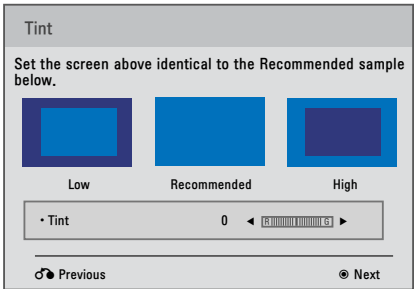 Tint
Set the screen above identical to the Recommended sample
below.
Low Recommended High
• Tint 0 ◄ R G ►
Previous ◉ Next